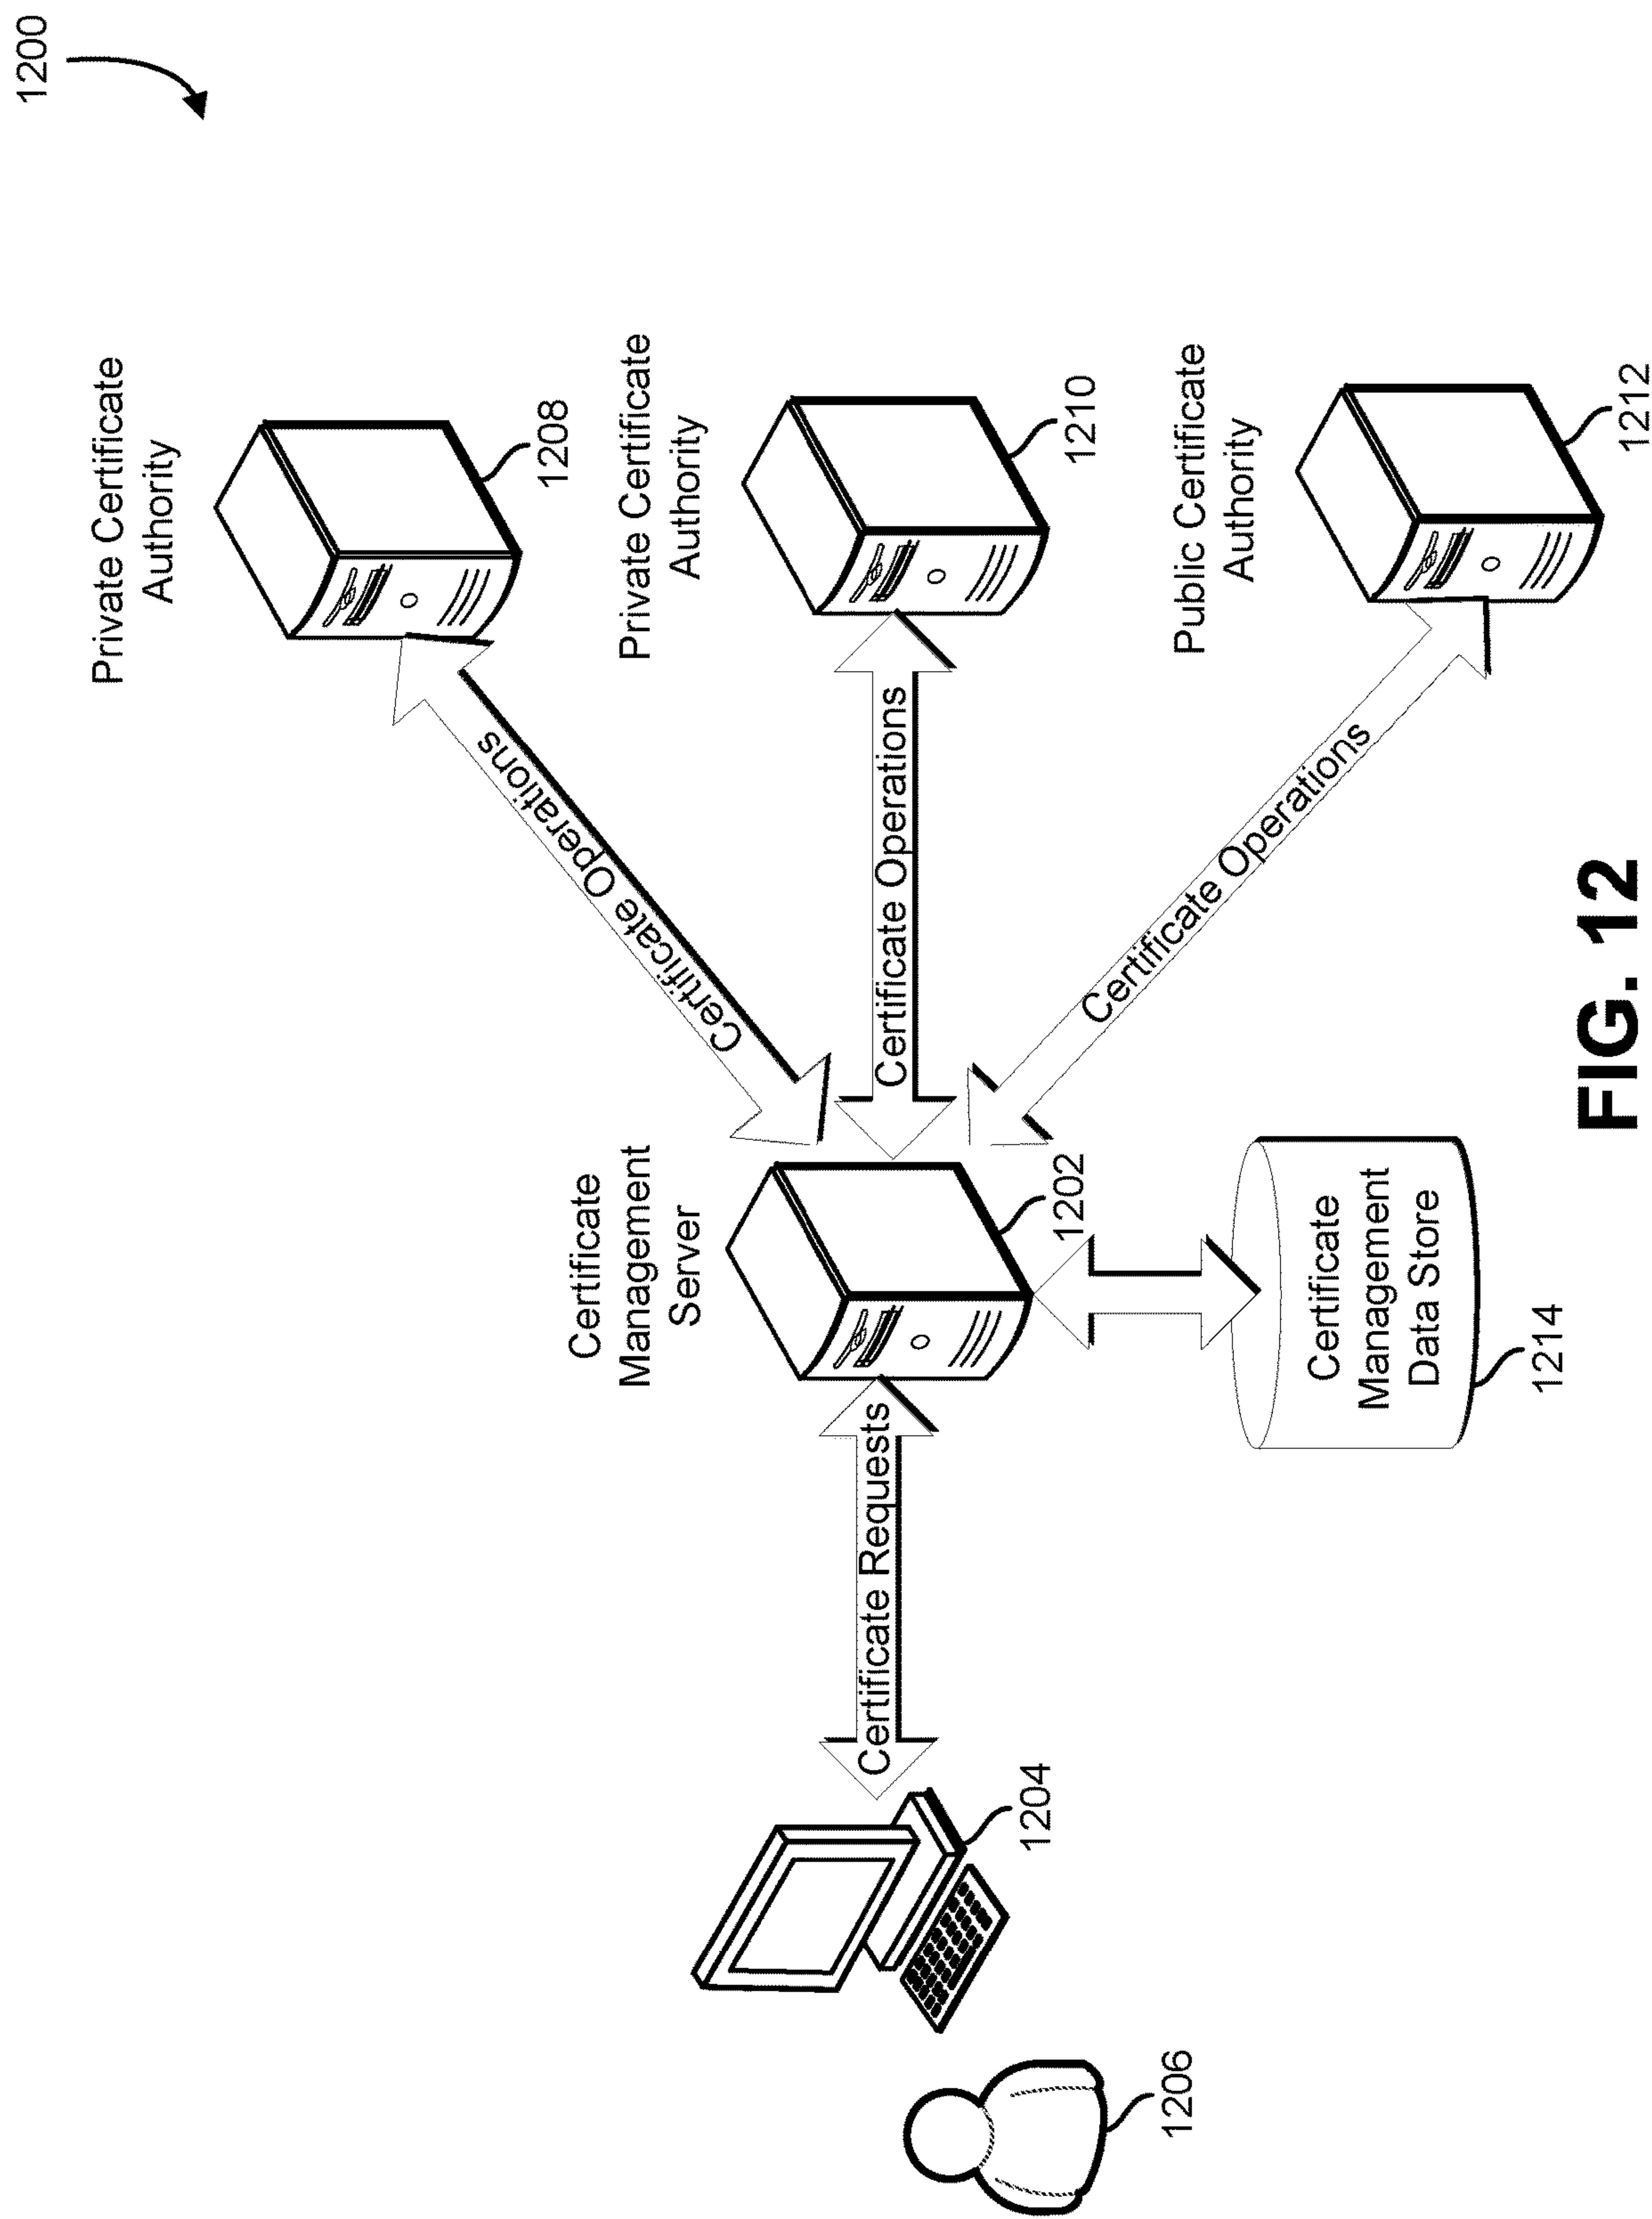 1200
Private Certificate
Authority
1208
Certificate Operations
Private Certificate
Authority
1210
Certificate Operations
Public Certificate
Authority
1212
Certificate Operations
Certificate
Management
Server
1202
Certificate Requests
1204
1206
Certificate
Management
Data Store
1214
FIG. 12